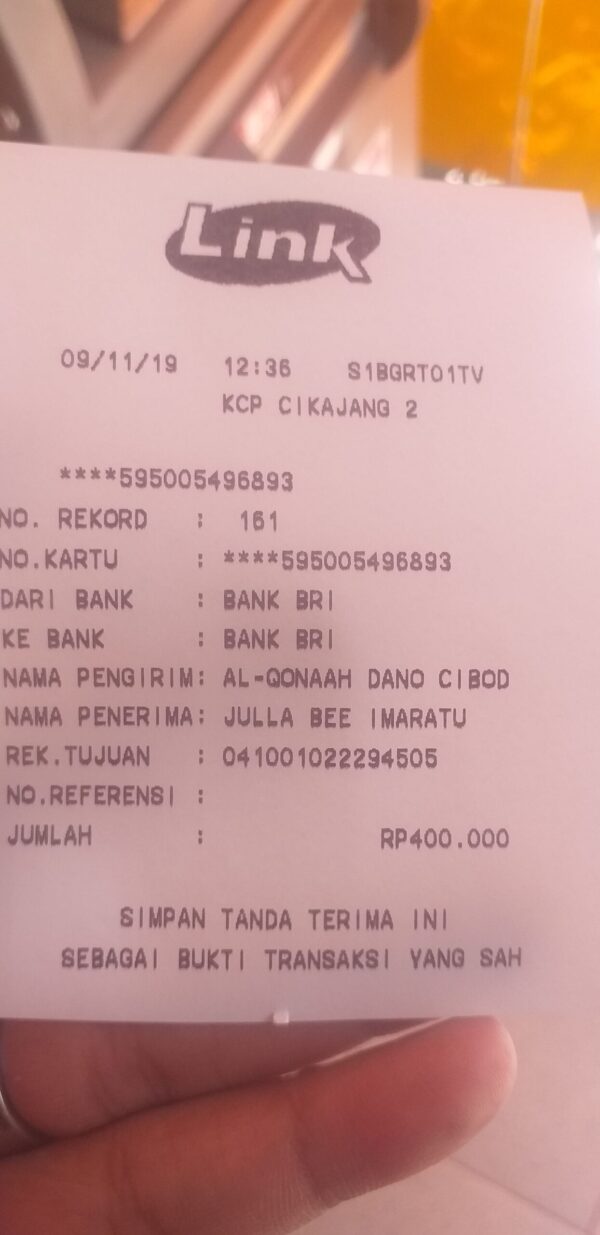 Link
09/11/19 12:36 S1BGRT01TV
KCP CIKAJANG 2
****595005496893
NO. REKORD : 161
NO.KARTU : ****595005496893
DARI BANK : BANK BRI
KE BANK : BANK BRI
NAMA PENGIRIM: AL-QONAAH DANO CIBOD
NAMA PENERIMA: JULLA BEE IMARATU
REK.TUJUAN : 041001022294505
NO.REFERENSI :
JUMLAH : RP400.000
SIMPAN TANDA TERIMA INI
SEBAGAI BUKTI TRANSAKSI YANG SAH